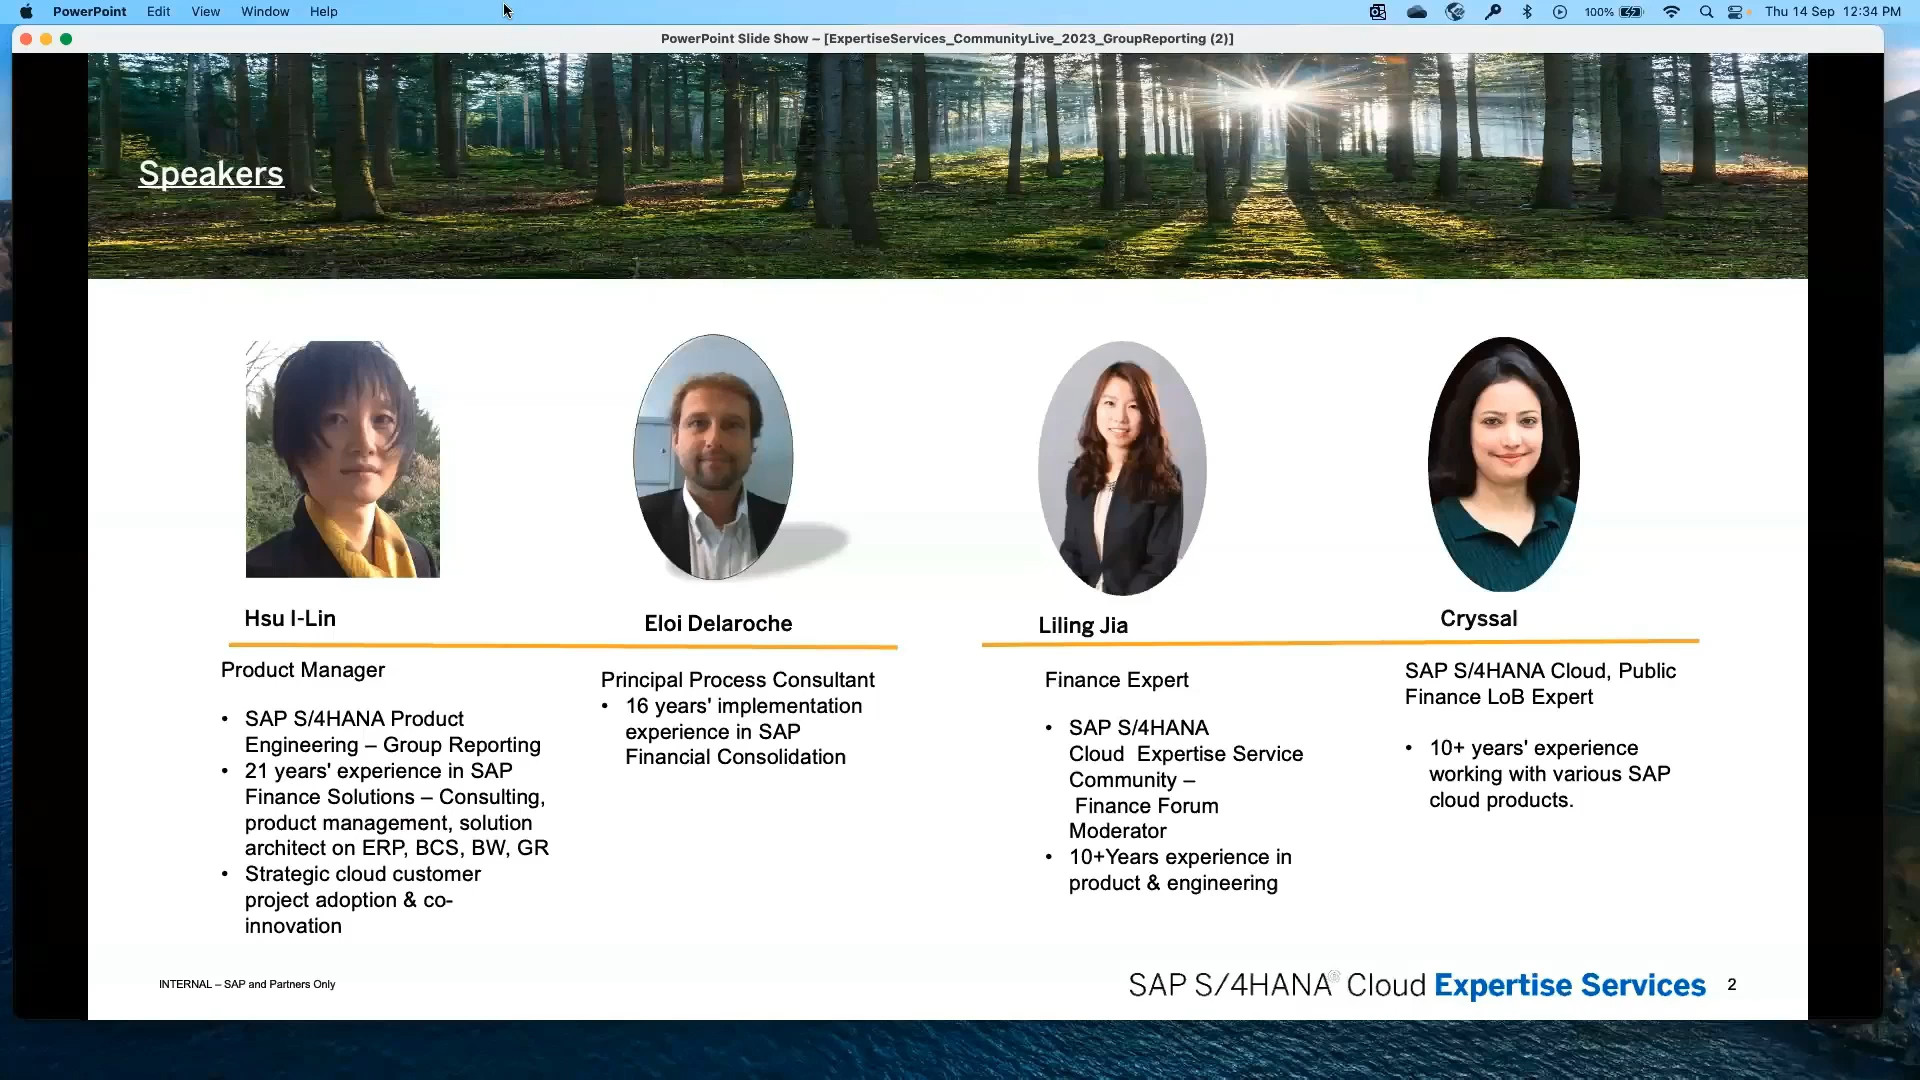 PowerPoint Edit View Window Help 100% Thu 14 Sep 12:34 PM
PowerPoint Slide Show – [ExpertiseServices_CommunityLive_2023_GroupReporting (2)]
Speakers
Hsu I-Lin
Product Manager
• SAP S/4HANA Product
Engineering – Group Reporting
• 21 years' experience in SAP
Finance Solutions – Consulting,
product management, solution
architect on ERP, BCS, BW, GR
• Strategic cloud customer
project adoption & co-
innovation
Eloi Delaroche
Principal Process Consultant
• 16 years' implementation
experience in SAP
Financial Consolidation
Liling Jia
Finance Expert
• SAP S/4HANA
Cloud  Expertise Service
Community –
Finance Forum
Moderator
• 10+Years experience in
product & engineering
Cryssal
SAP S/4HANA Cloud, Public
Finance LoB Expert
• 10+ years' experience
working with various SAP
cloud products.
INTERNAL – SAP and Partners Only
SAP S/4HANA® Cloud Expertise Services 2